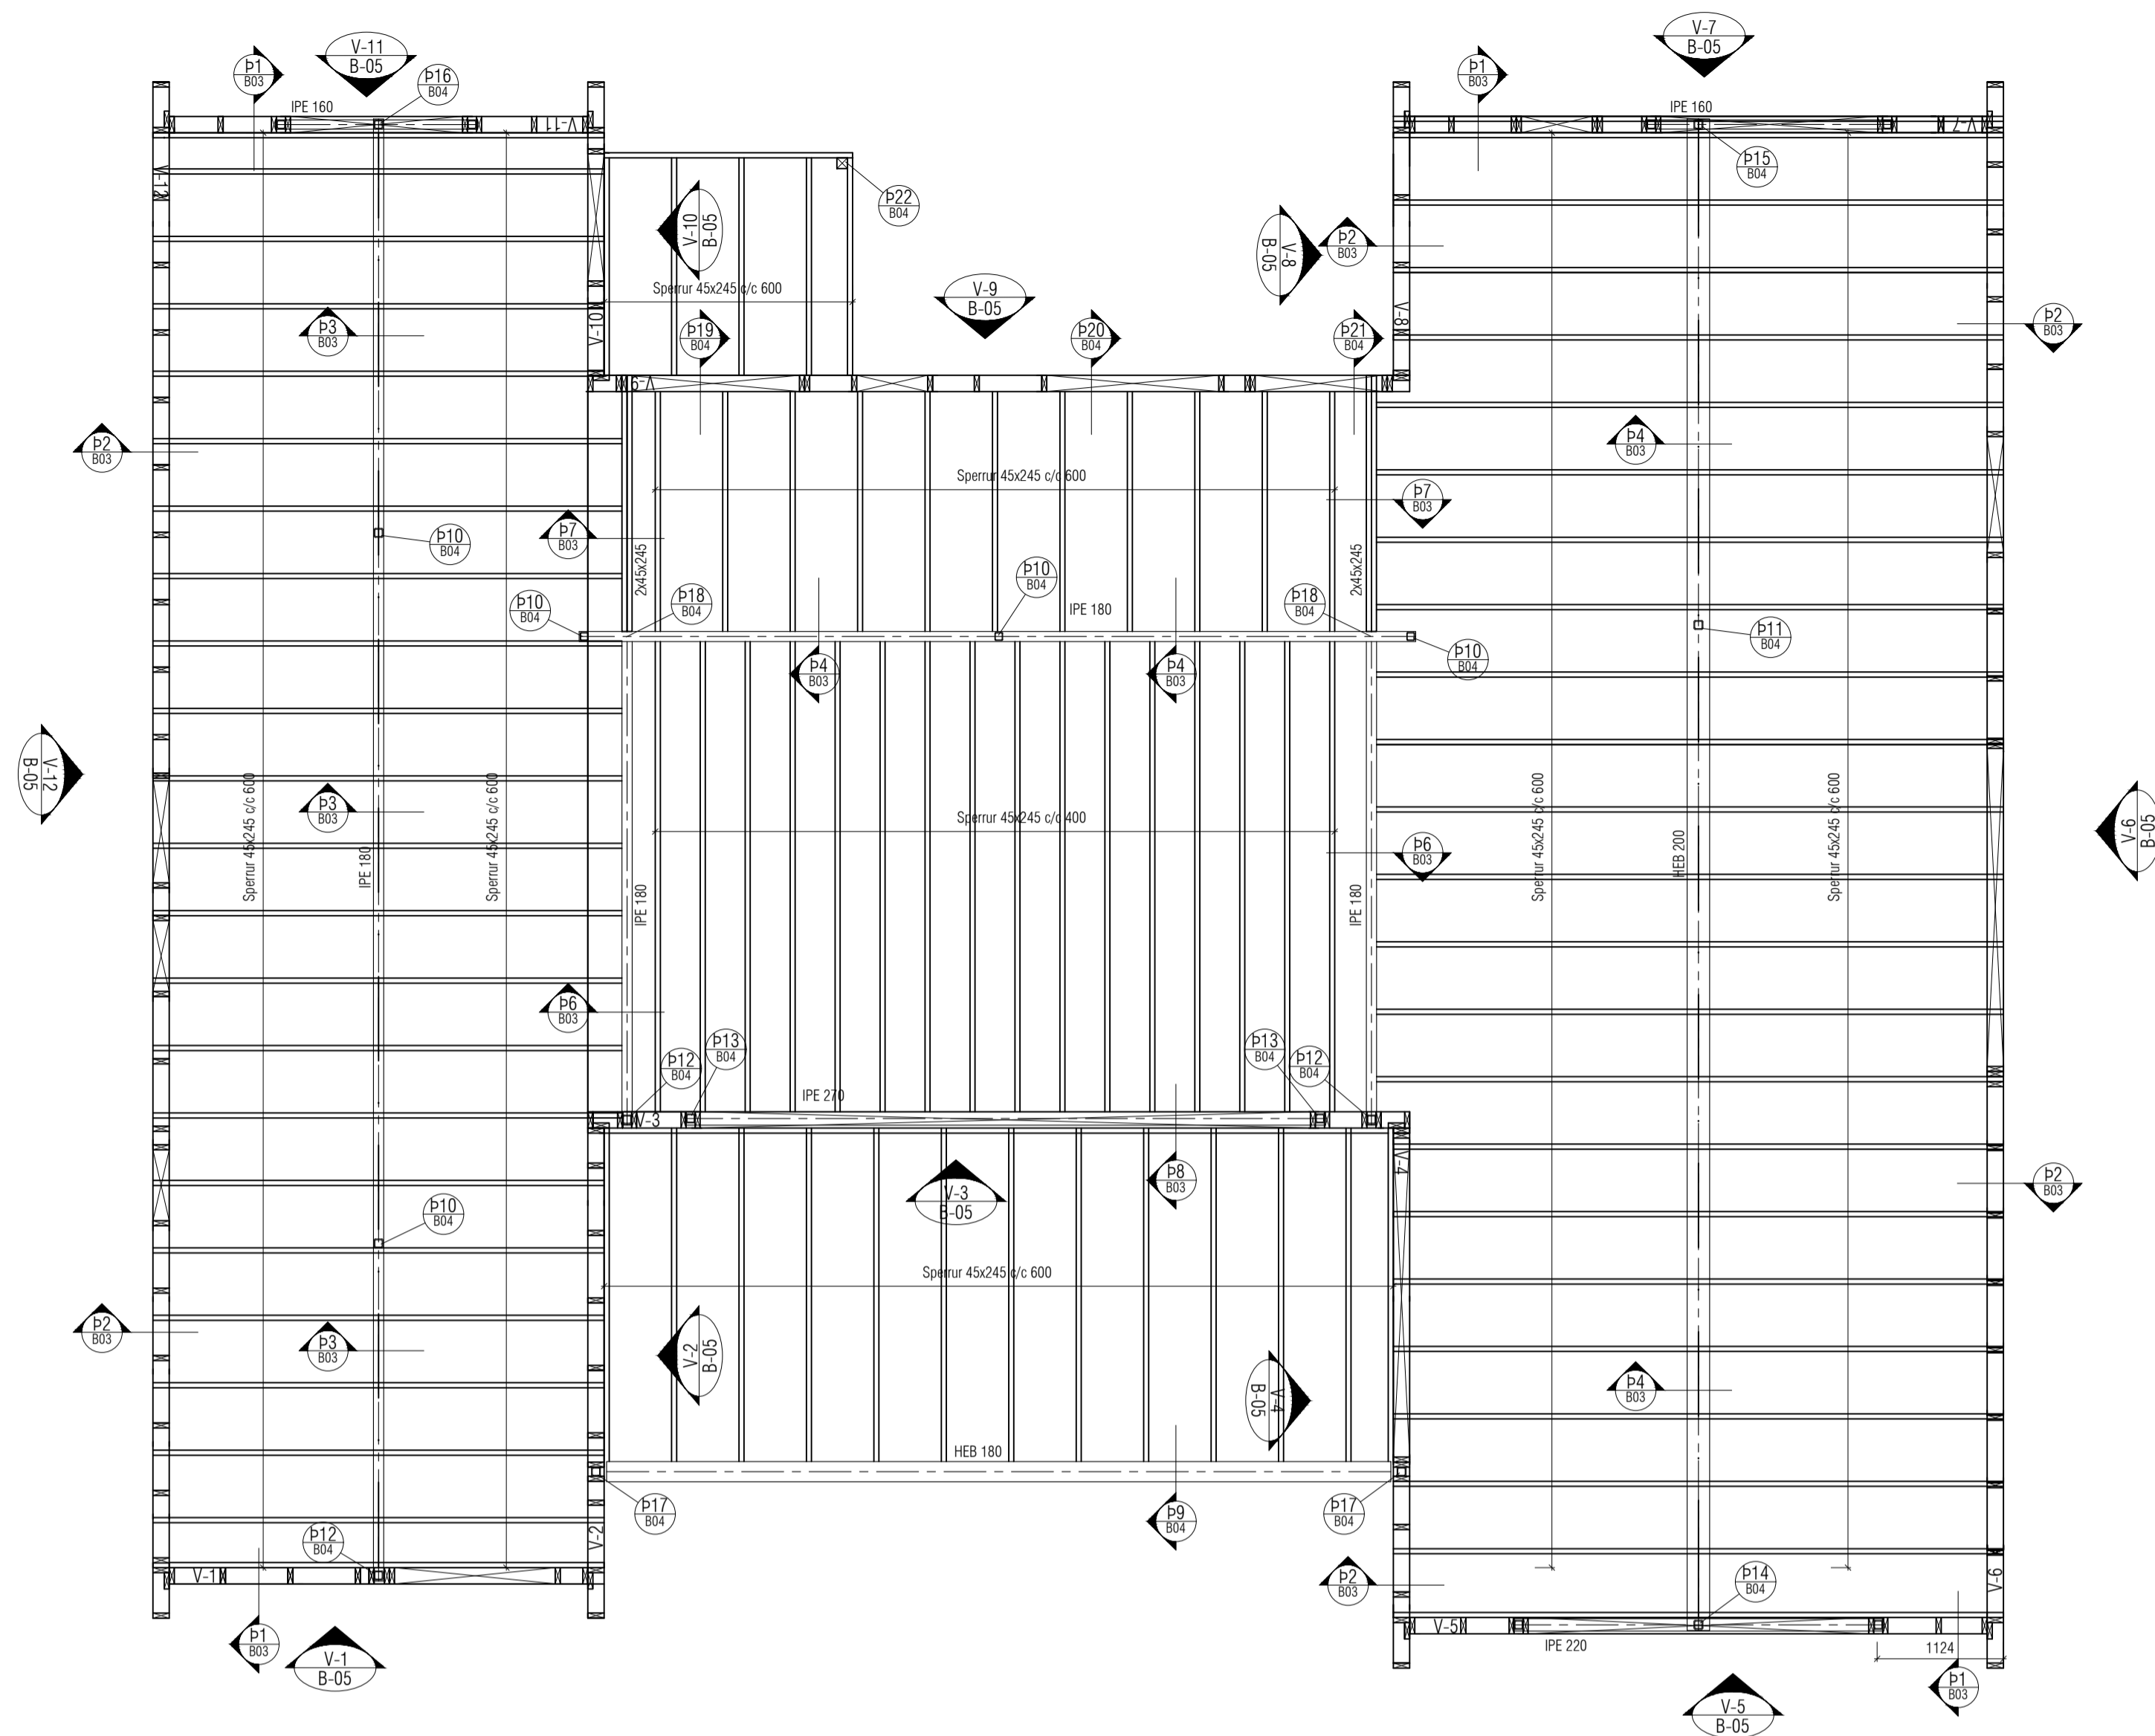 V-11
B-05
V-7
B-05
Þ1
B03
Þ16
B04
Þ1
B03
IPE 160
IPE 160
V-11
V-7
Þ15
B04
V-12
Þ22
B04
V-10
B-05
V-8
B-05
Þ2
B03
Sperrur 45x245 c/c 600
V-9
B-05
Þ3
B03
V-10
Þ19
B04
Þ20
B04
Þ21
B04
V-8
Þ2
B03
V-9
Þ2
B03
Þ4
B03
Sperrur 45x245 c/c 600
Þ7
B03
Þ7
B03
Þ10
B04
2x45x245
2x45x245
Þ10
B04
Þ10
B04
Þ18
B04
IPE 180
Þ18
B04
Þ11
B04
Þ10
B04
Þ4
B03
Þ4
B03
V-12
B-05
Þ3
B03
Sperrur 45x245 c/c 600
IPE 180
Sperrur 45x245 c/c 600
Sperrur 45x245 c/c 400
Þ6
B03
Sperrur 45x245 c/c 600
HEB 200
Sperrur 45x245 c/c 600
V-6
B-05
IPE 180
IPE 180
Þ6
B03
Þ12
B04
Þ13
B04
Þ13
B04
Þ12
B04
IPE 270
V-3
V-4
V-3
B-05
Þ8
B03
Þ2
B03
Þ10
B04
Sperrur 45x245 c/c 600
Þ2
B03
Þ3
B03
V-2
B-05
V-4
B-05
Þ4
B03
HEB 180
Þ17
B04
Þ9
B04
Þ17
B04
Þ12
B04
V-2
V-1
Þ2
B03
Þ14
B04
V-6
V-5
Þ1
B03
V-1
B-05
IPE 220
1124
Þ1
B03
V-5
B-05